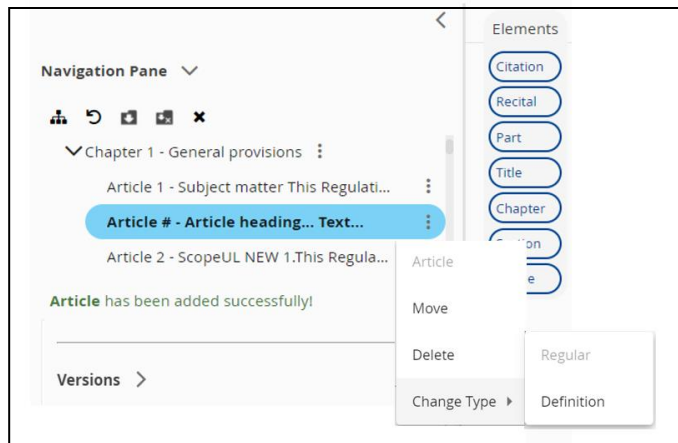 Elements
Navigation Pane
Citation
Recital
Chapter 1 - General provisions
Part
Title
Article 1 - Subject matter This Regulati...
Chapter
Article # - Article heading... Text...
Article 2 - ScopeUL NEW 1.This Regula...
Article
Article has been added successfully!
Move
Delete
Regular
Versions
Change Type
Definition